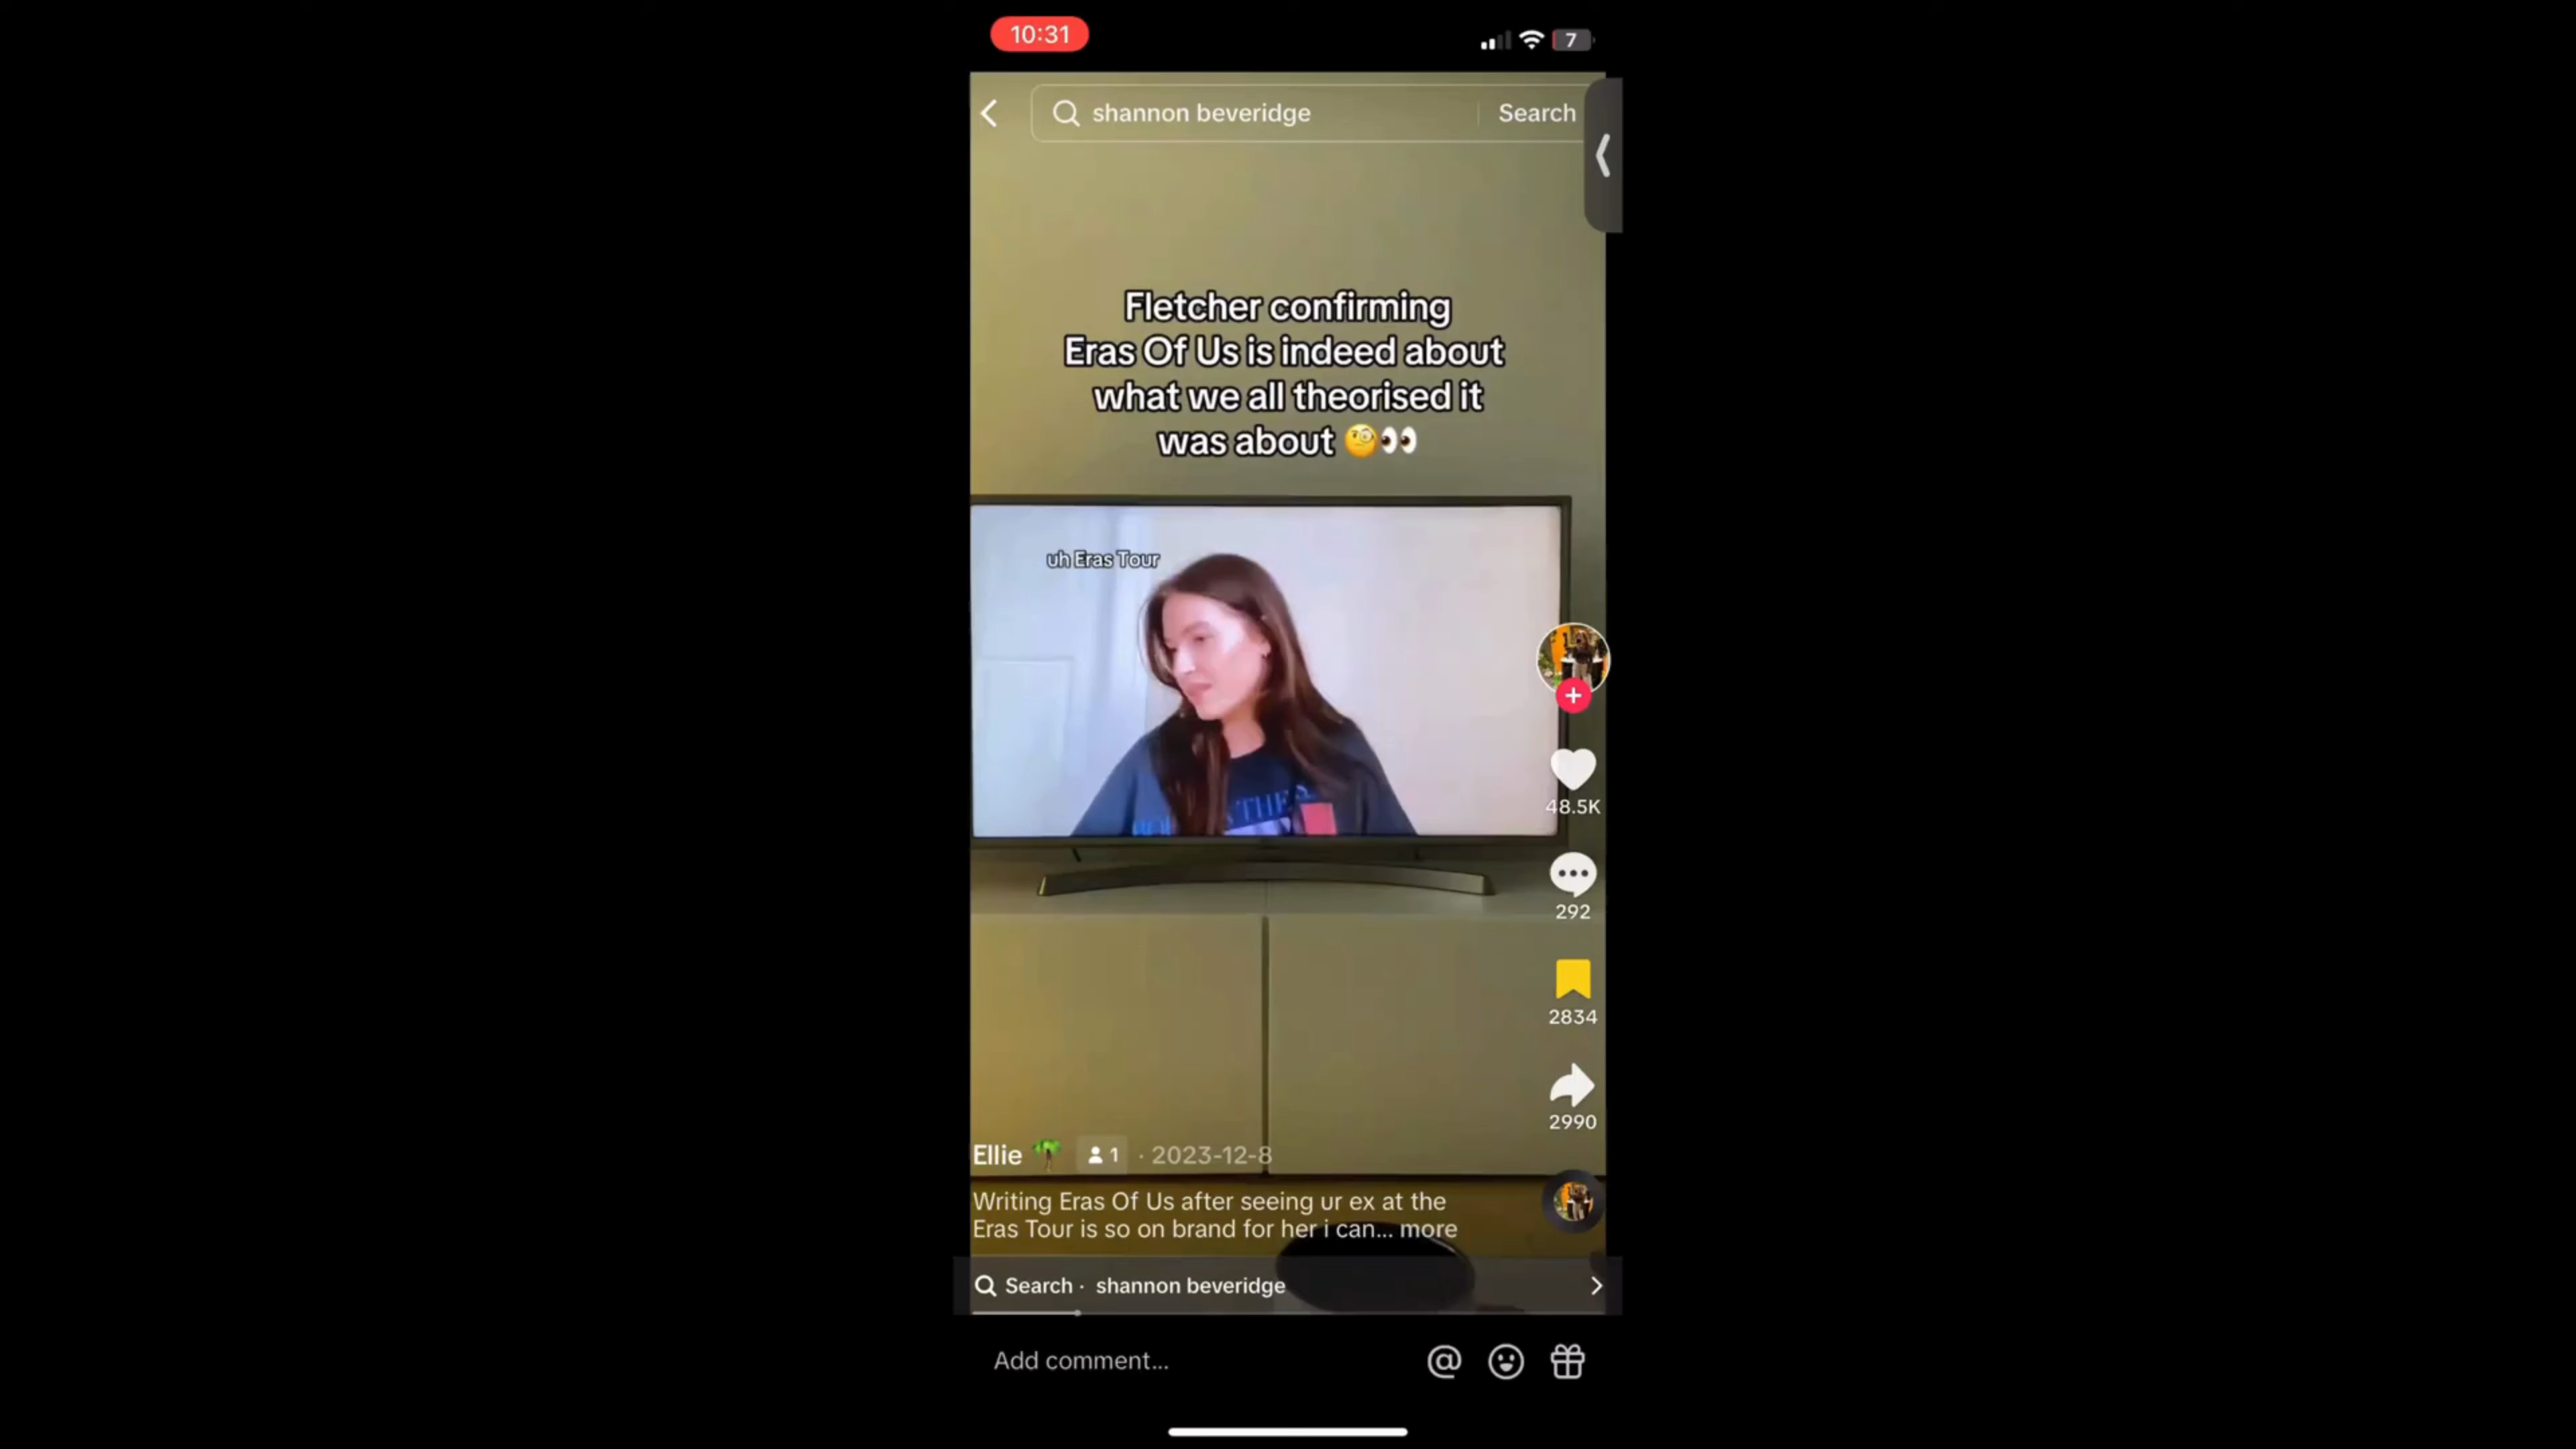 10:31
7
shannon beveridge
Search
Fletcher confirming
Eras Of Us is indeed about
what we all theorised it
was about 🧐👀
uh Eras Tour
THE
48.5K
292
2834
2990
Ellie 🌴 1 · 2023-12-8
Writing Eras Of Us after seeing ur ex at the
Eras Tour is so on brand for her i can... more
Search · shannon beveridge
Add comment...